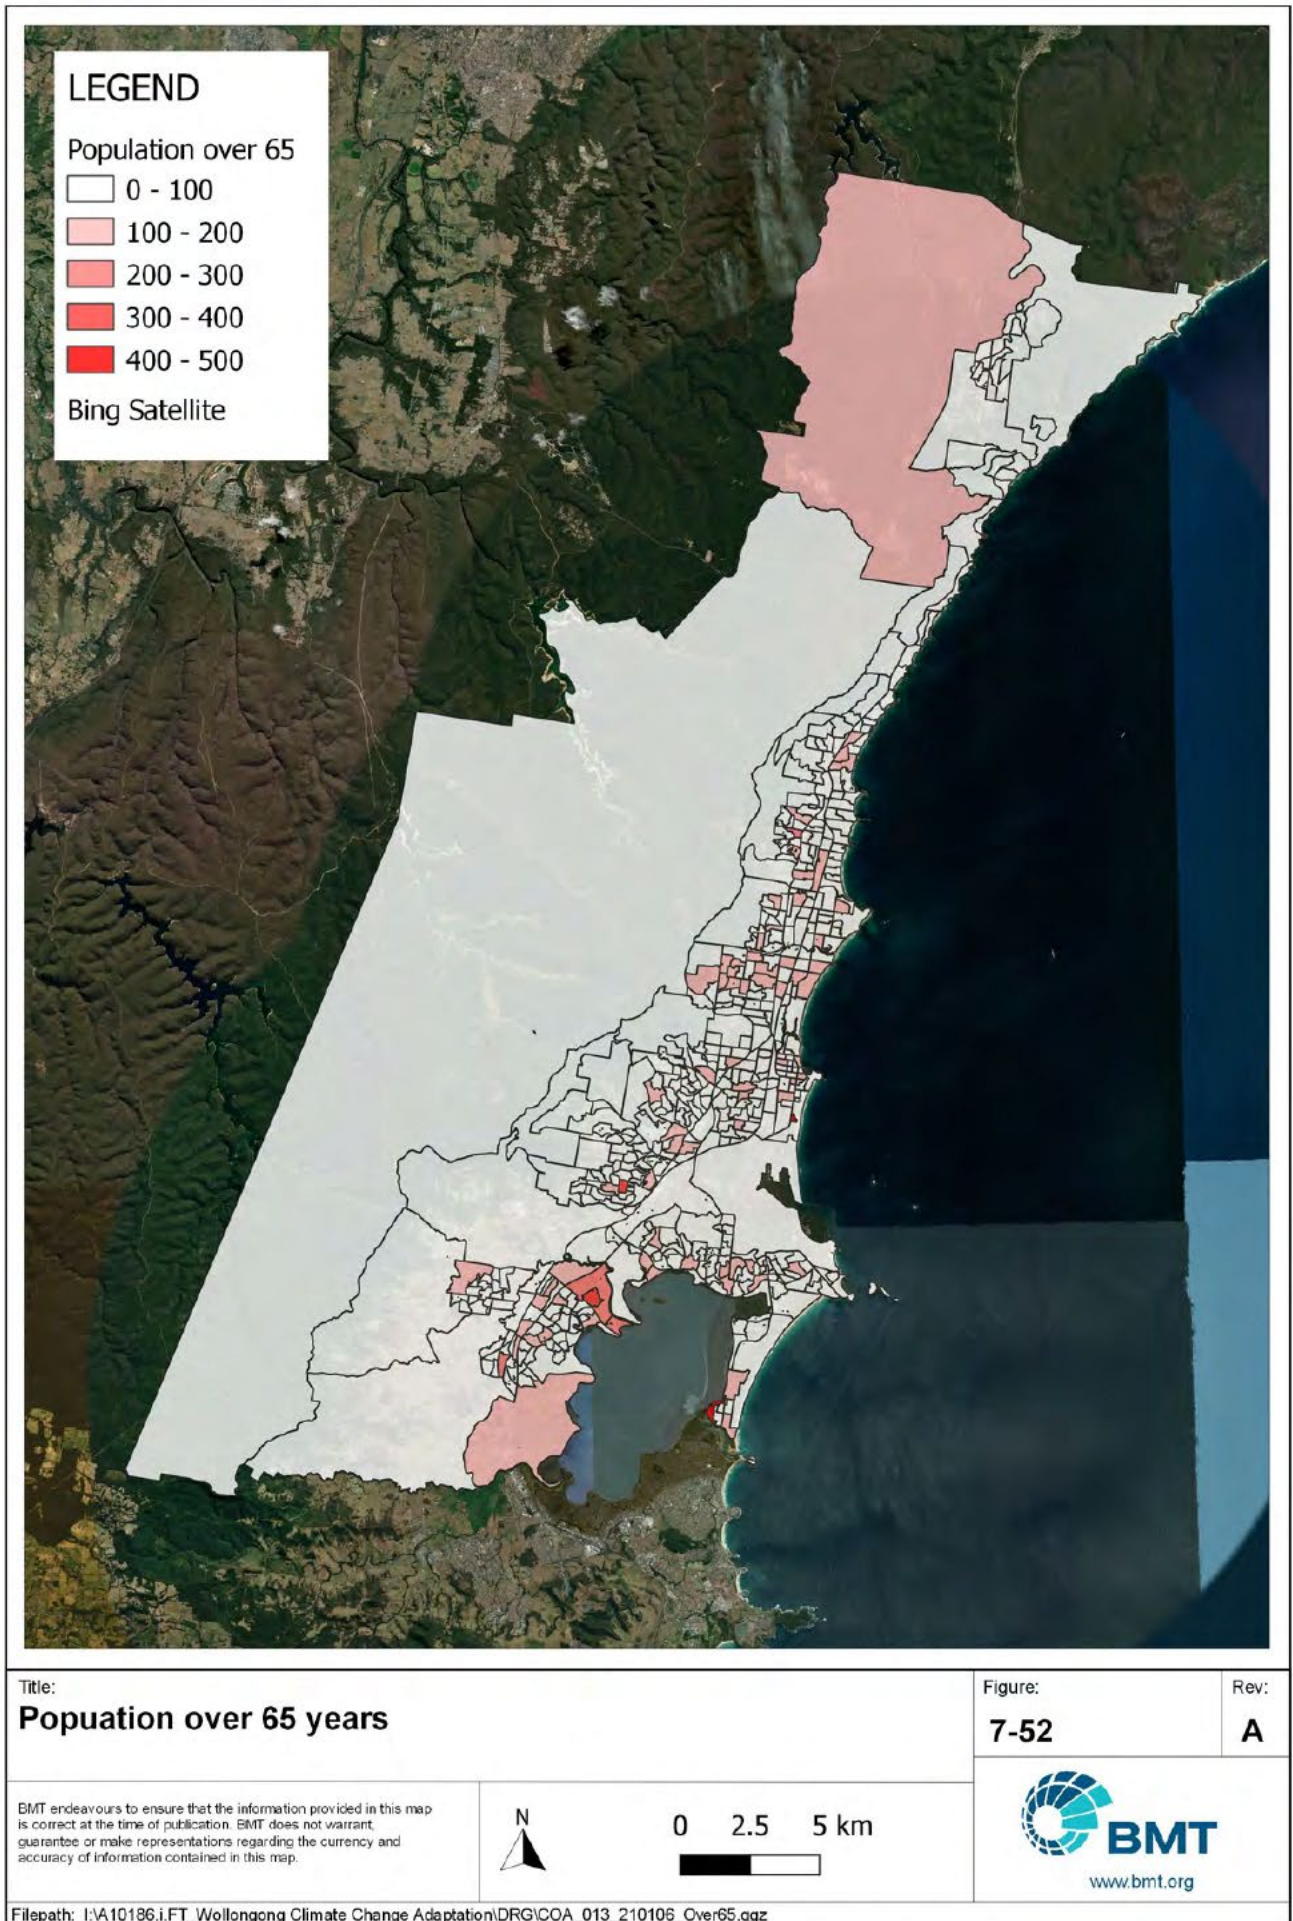 LEGEND
Population over 65
0 - 100
100 - 200
200 - 300
300 - 400
400 - 500
Bing Satellite
Title:
Popuation over 65 years
Figure:
7-52
Rev:
A
BMT endeavours to ensure that the information provided in this map
is correct at the time of publication. BMT does not warrant,
guarantee or make representations regarding the currency and
accuracy of information contained in this map.
N
0 2.5 5 km
BMT
www.bmt.org
Filepath: I:\A10186.i.FT_Wollongong Climate Change Adaptation\DRG\COA_013_210106_Over65.qgz